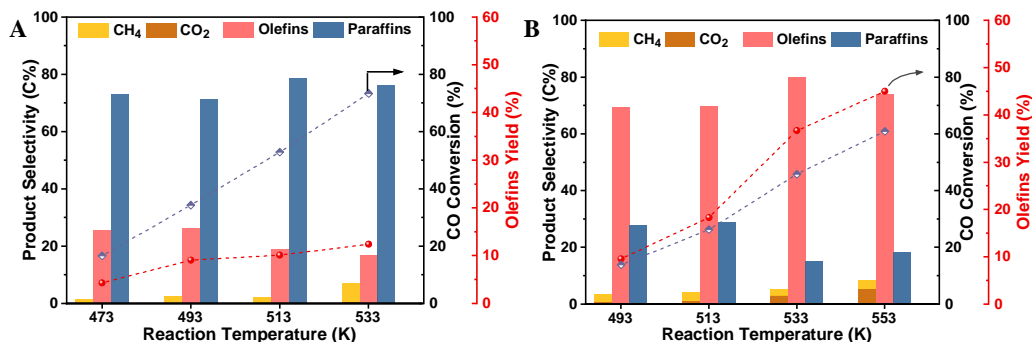 A
CH4 CO2 Olefins Paraffins
Product Selectivity (C%)
100
80
60
40
20
0
473 493 513 533
Reaction Temperature (K)
100
80
60
40
20
0
CO Conversion (%)
60
50
40
30
20
10
0
Olefins Yield (%)
B
CH4 CO2 Olefins Paraffins
Product Selectivity (C%)
100
80
60
40
20
0
493 513 533 553
Reaction Temperature (K)
100
80
60
40
20
0
CO Conversion (%)
60
50
40
30
20
10
0
Olefins Yield (%)